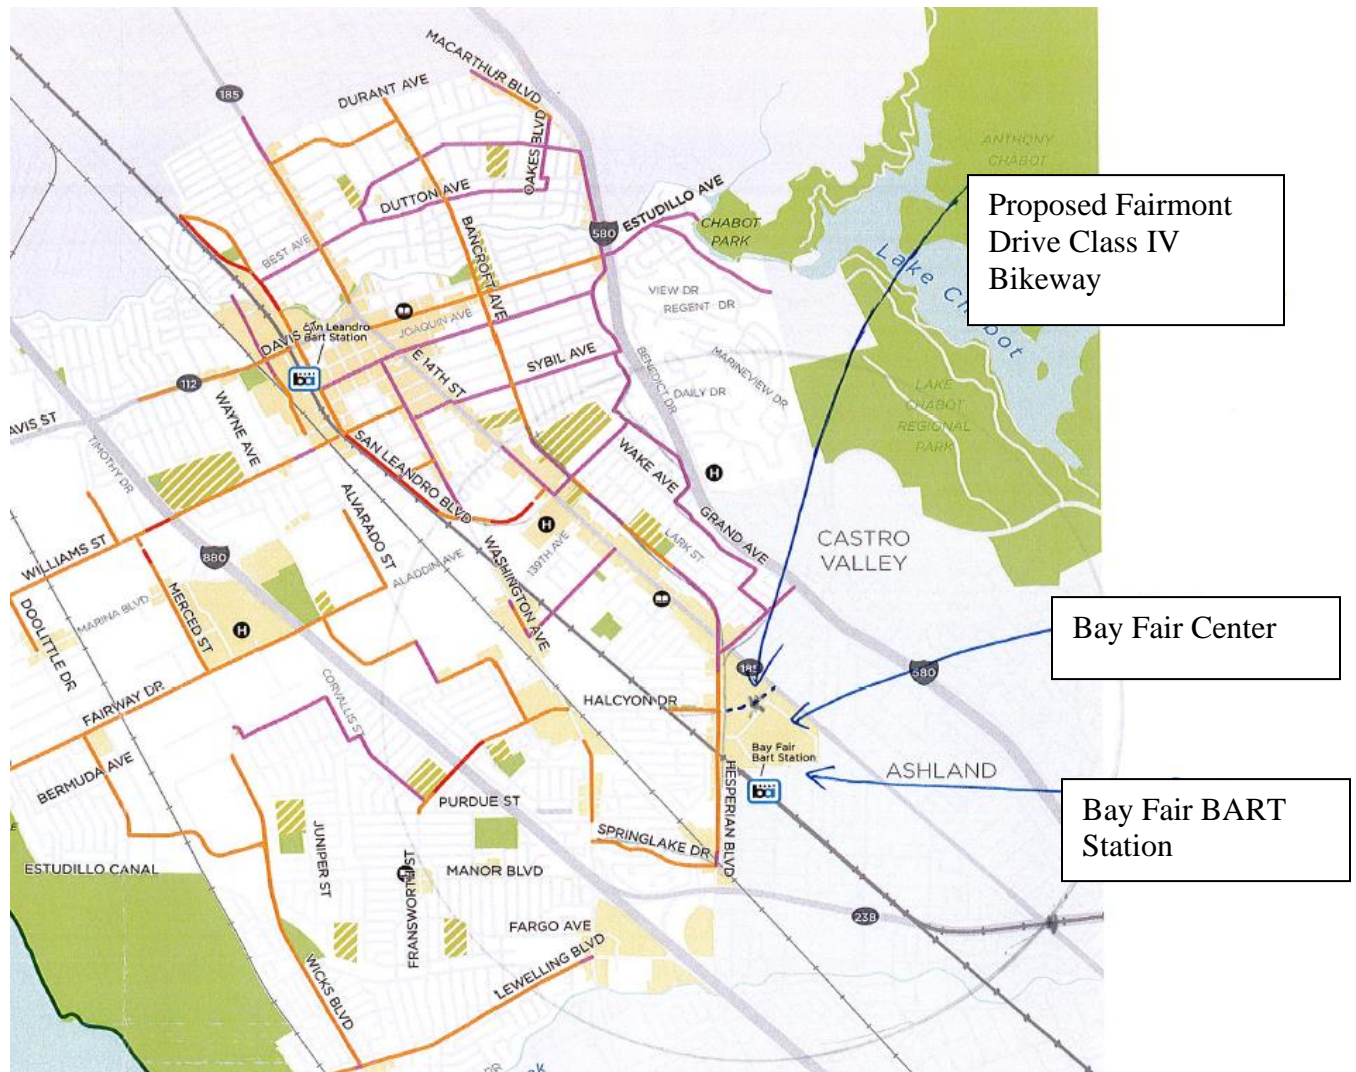 MACARTHUR BLVD
185
DURANT AVE
OAKES BLVD
ANTHONY
CHABOT
DUTTON AVE
ESTUDILLO AVE
580
CHABOT
PARK
Proposed Fairmont
Drive Class IV
Bikeway
BEST AVE
BANCROFT AVE
Lake Chabot
VIEW DR
REGENT DR
San Leandro
Bart Station
DAVIS ST
JOAQUIN AVE
E 14TH ST
SYBIL AVE
BENEDICT DR
MARINEVIEW DR
DAILY DR
LAKE
CHABOT
REGIONAL
PARK
112
ba
AVIS ST
WAYNE AVE
TIMOTHY DR
SAN LEANDRO BLVD
WAKE AVE
H
ALVARADO ST
GRAND AVE
WILLIAMS ST
880
ALADDIN AVE
WASHINGTON AVE
139TH AVE
H
LARK ST
CASTRO
VALLEY
DOOLITTLE DR
MARINA BLVD
MERCED ST
H
Bay Fair Center
FAIRWAY DR
CORVALLIS ST
HALCYON DR
185
580
BERMUDA AVE
Bay Fair
Bart Station
ba
ASHLAND
HESPERIAN BLVD
PURDUE ST
Bay Fair BART
Station
JUNIPER ST
SPRINGLAKE DR
E
ESTUDILLO CANAL
FRANSWORTH ST
MANOR BLVD
238
FARGO AVE
WICKS BLVD
LEWELLING BLVD
DR